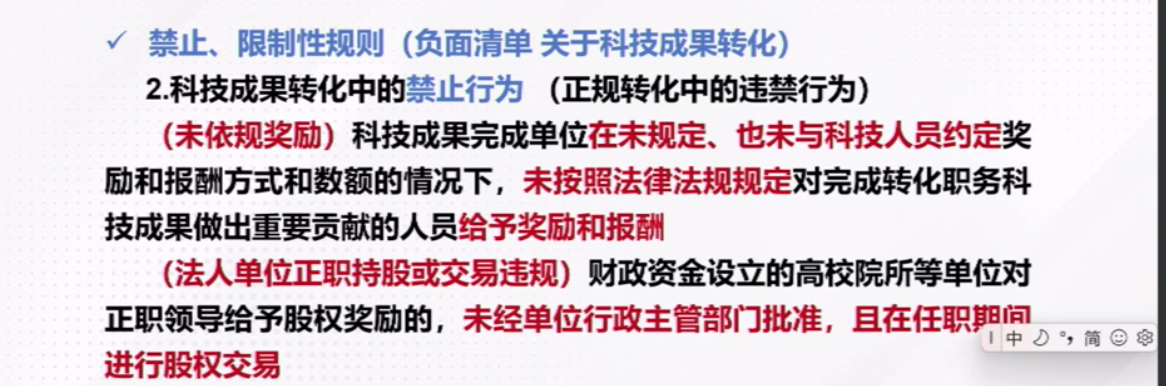 ✓ 禁止、限制性规则（负面清单 关于科技成果转化）
2.科技成果转化中的禁止行为 （正规转化中的违禁行为）
（未依规奖励）科技成果完成单位在未规定、也未与科技人员约定奖
励和报酬方式和数额的情况下，未按照法律法规规定对完成转化职务科
技成果做出重要贡献的人员给予奖励和报酬
（法人单位正职持股或交易违规）财政资金设立的高校院所等单位对
正职领导给予股权奖励的，未经单位行政主管部门批准，且在任职期间
进行股权交易
中 简